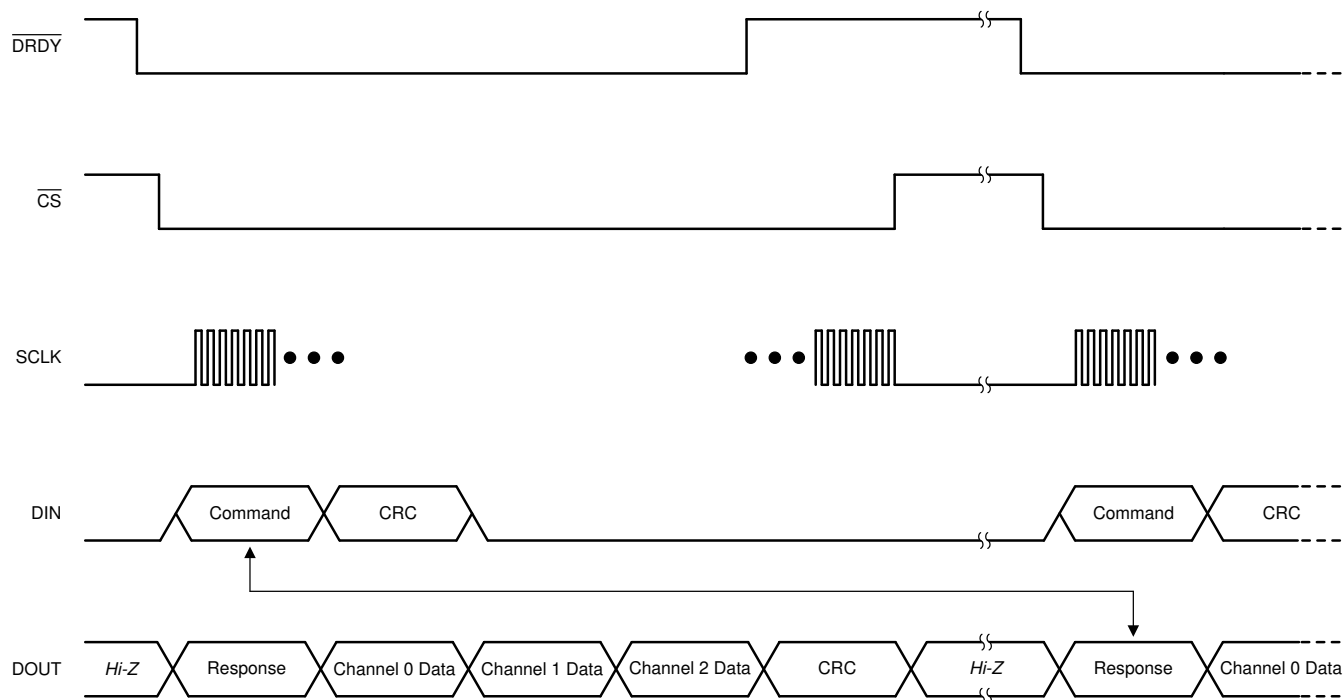 DRDY
CS
SCLK
DIN
Command
CRC
Command
CRC
DOUT
Hi-Z
Response
Channel 0 Data
Channel 1 Data
Channel 2 Data
CRC
Hi-Z
Response
Channel 0 Data